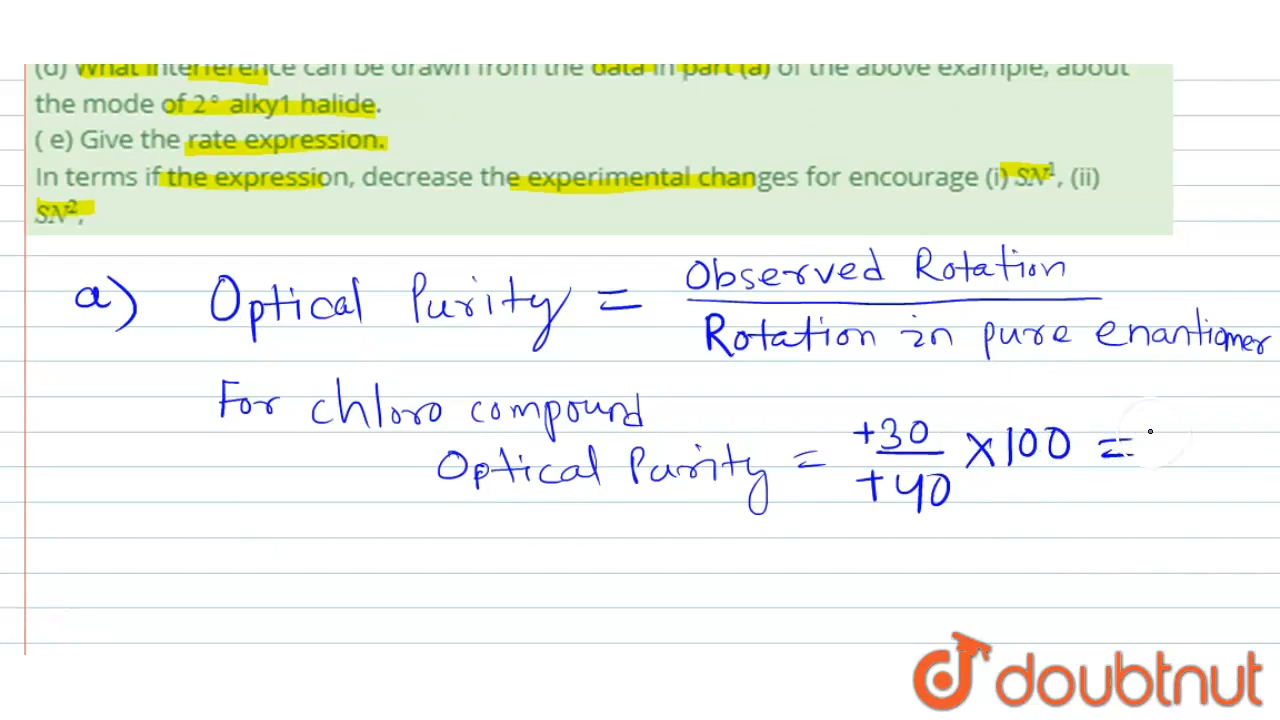 (d) What interference can be drawn from the data in part (a) of the above example, about
the mode of 2° alky1 halide.
( e) Give the rate expression.
In terms if the expression, decrease the experimental changes for encourage (i) SN¹, (ii)
SN²,
a) Optical Purity = Observed Rotation / Rotation in pure enantiomer
For chloro compound
Optical Purity = +30 / +40 × 100 =
doubtnut